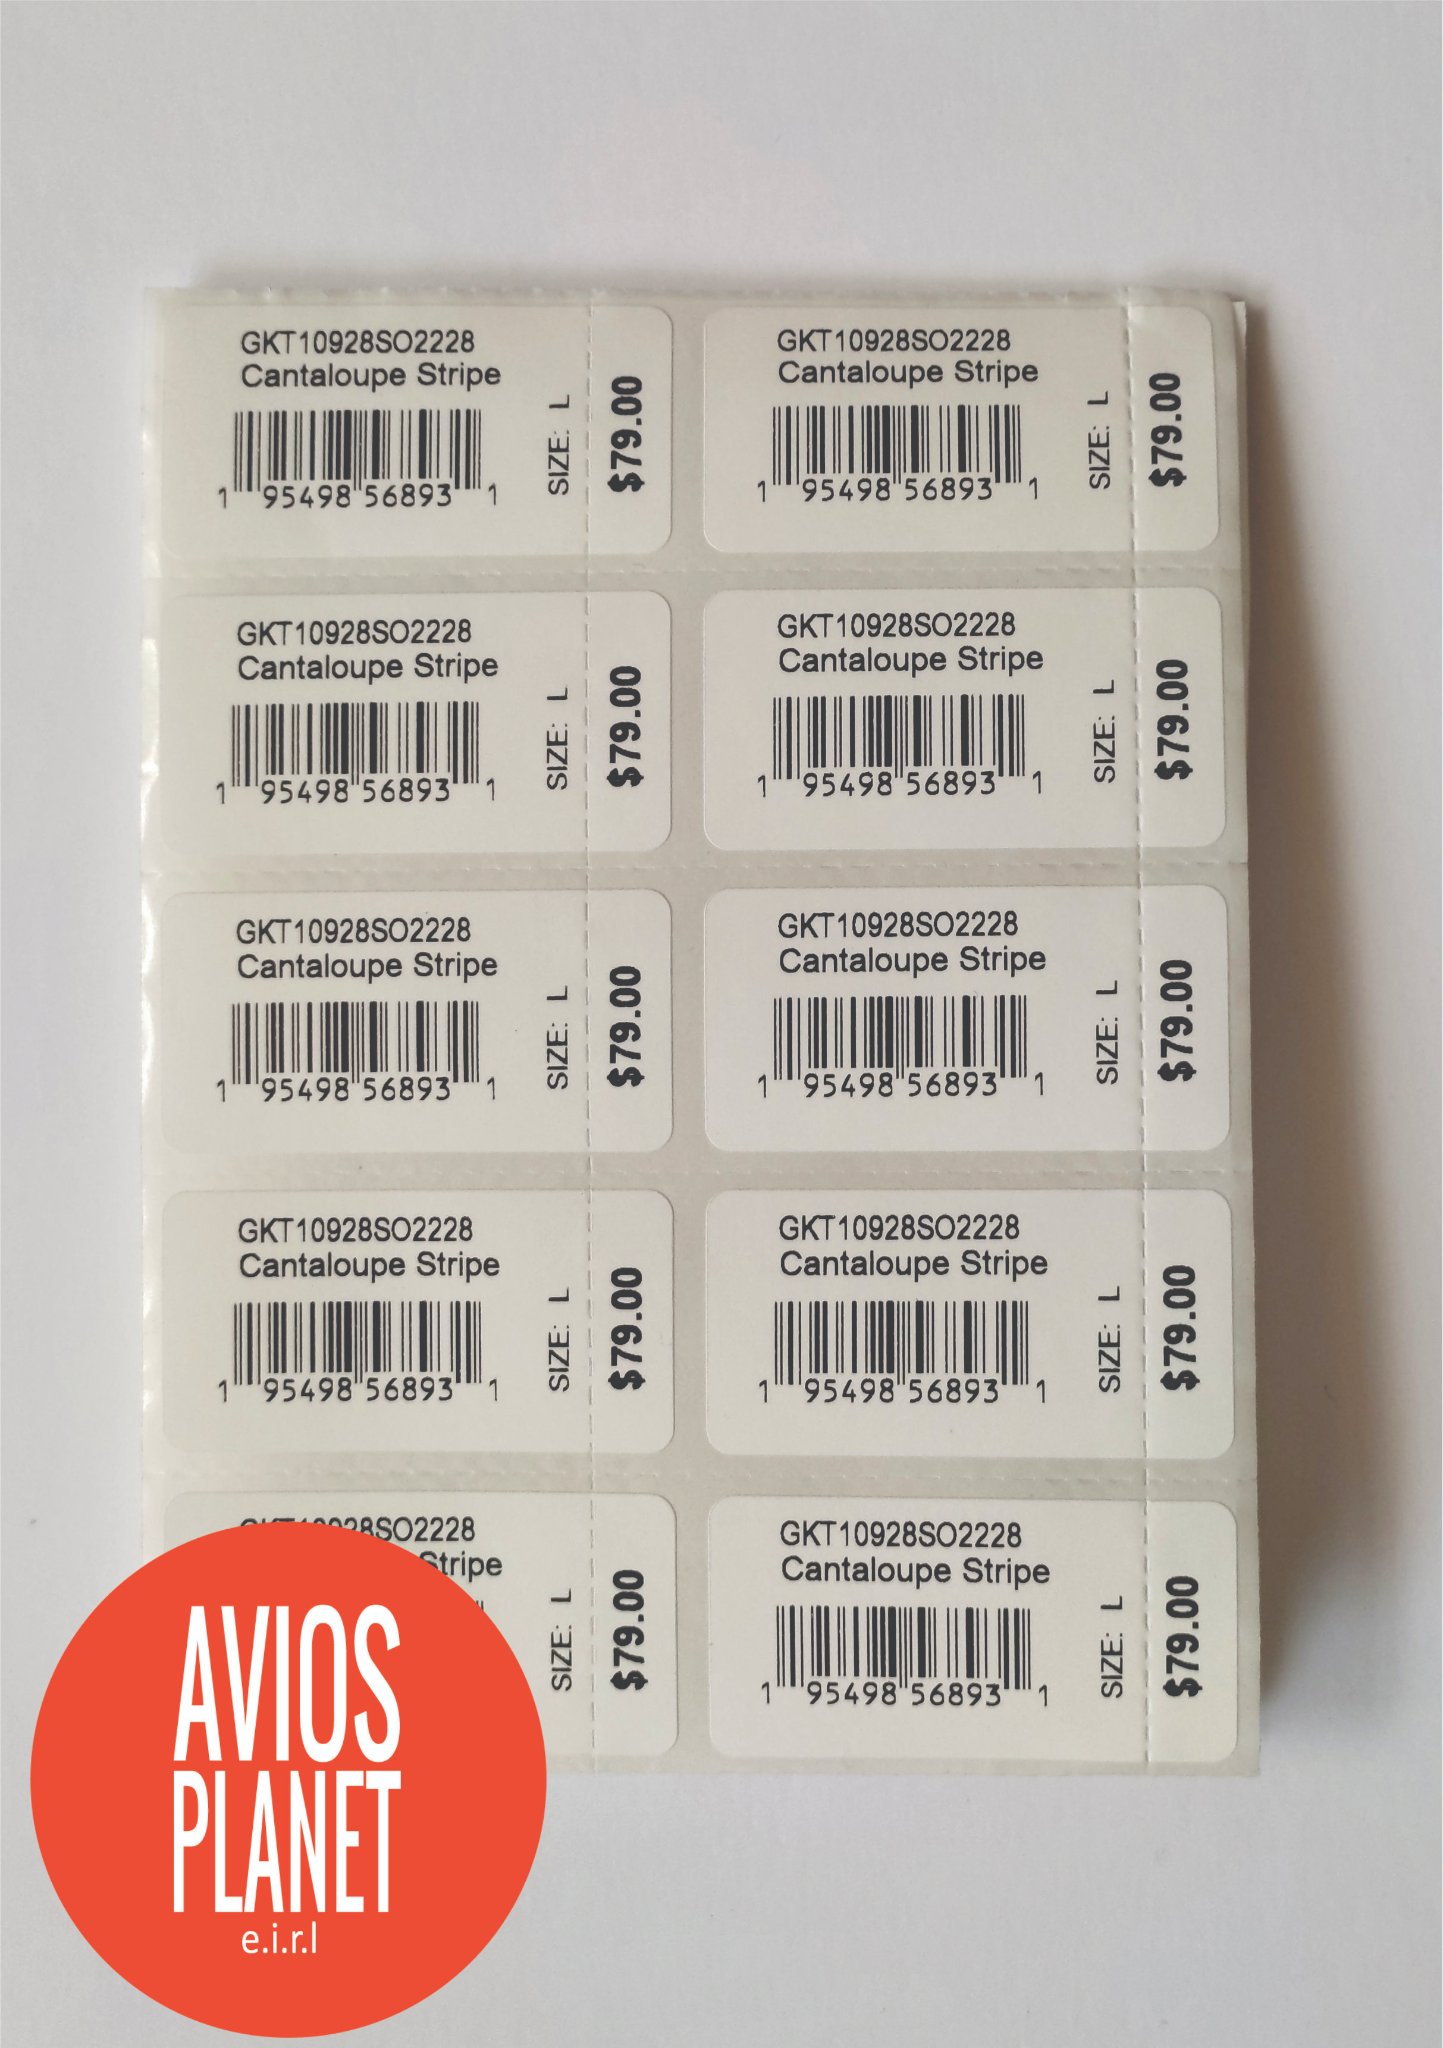 GKT10928SO2228
Cantaloupe Stripe
1 95498 56893 1
SIZE: L
$79.00
GKT10928SO2228
Cantaloupe Stripe
1 95498 56893 1
SIZE: L
$79.00
GKT10928SO2228
Cantaloupe Stripe
1 95498 56893 1
SIZE: L
$79.00
GKT10928SO2228
Cantaloupe Stripe
1 95498 56893 1
SIZE: L
$79.00
GKT10928SO2228
Cantaloupe Stripe
1 95498 56893 1
SIZE: L
$79.00
GKT10928SO2228
Cantaloupe Stripe
1 95498 56893 1
SIZE: L
$79.00
GKT10928SO2228
Cantaloupe Stripe
1 95498 56893 1
SIZE: L
$79.00
GKT10928SO2228
Cantaloupe Stripe
1 95498 56893 1
SIZE: L
$79.00
Stripe
SIZE: L
$79.00
GKT10928SO2228
Cantaloupe Stripe
1 95498 56893 1
SIZE: L
$79.00
AVIOS
PLANET
e.i.r.l